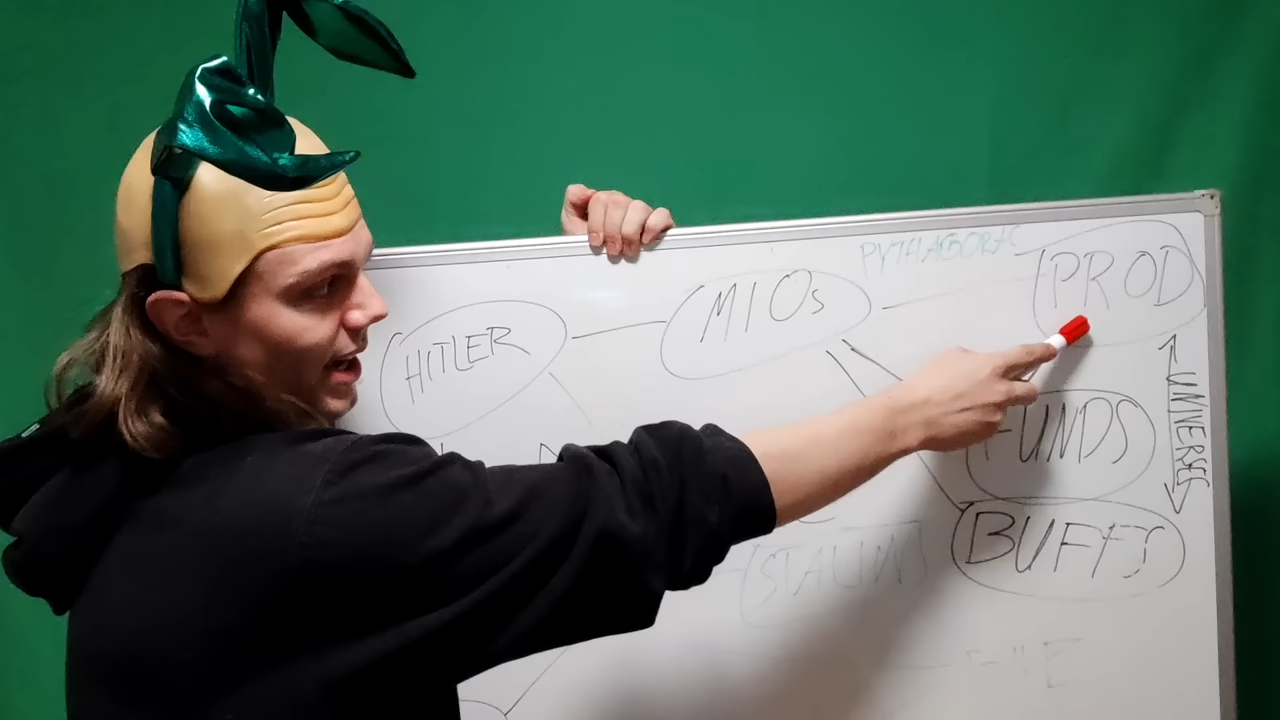 PYTHAGORAS
PROD
MIOs
HITLER
UNIVERSE
FUNDS
BUFFS
STALIN